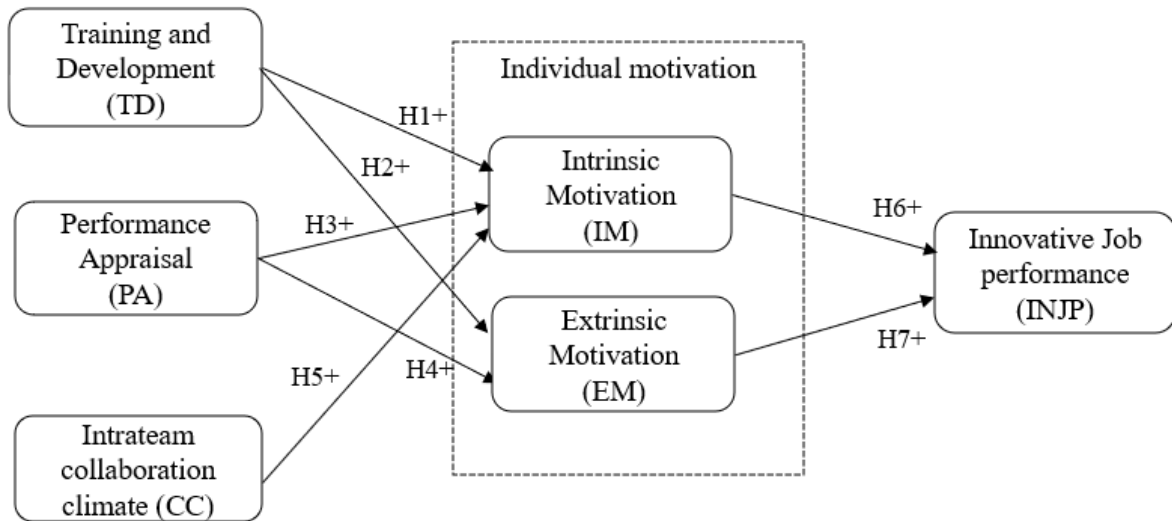 Training and
Development
(TD)
Individual motivation
H1+
Intrinsic
Motivation
(IM)
H2+
Performance
Appraisal
(PA)
H3+
H6+
Innovative Job
performance
(INJP)
Extrinsic
Motivation
(EM)
H7+
H4+
H5+
Intrateam
collaboration
climate (CC)